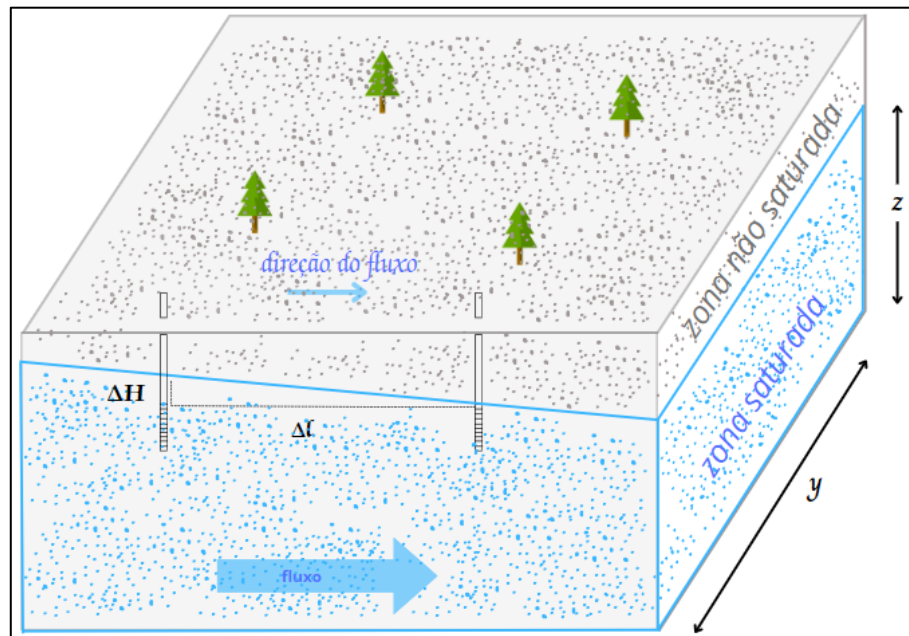 zona não saturada
z
direção do fluxo
zona saturada
ΔH
Δl
y
fluxo